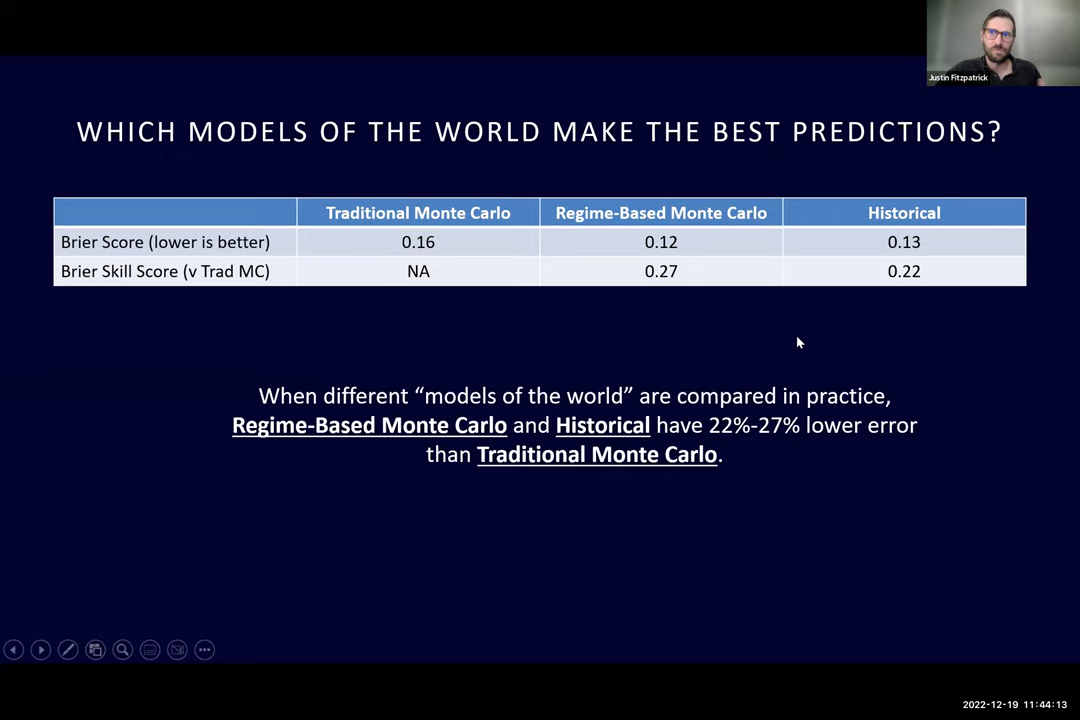 Justin Fitzpatrick
WHICH MODELS OF THE WORLD MAKE THE BEST PREDICTIONS?
Traditional Monte Carlo Regime-Based Monte Carlo Historical
Brier Score (lower is better) 0.16 0.12 0.13
Brier Skill Score (v Trad MC) NA 0.27 0.22
When different “models of the world” are compared in practice,
Regime-Based Monte Carlo and Historical have 22%-27% lower error
than Traditional Monte Carlo.
2022-12-19 11:44:13